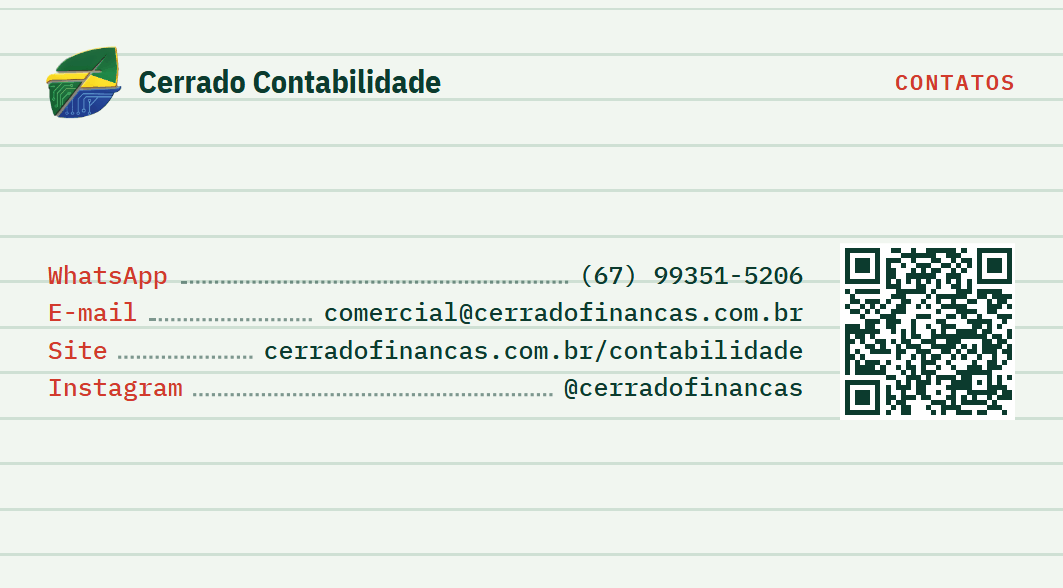 Cerrado Contabilidade
CONTATOS
WhatsApp (67) 99351-5206
E-mail comercial@cerradofinancas.com.br
Site cerradofinancas.com.br/contabilidade
Instagram @cerradofinancas